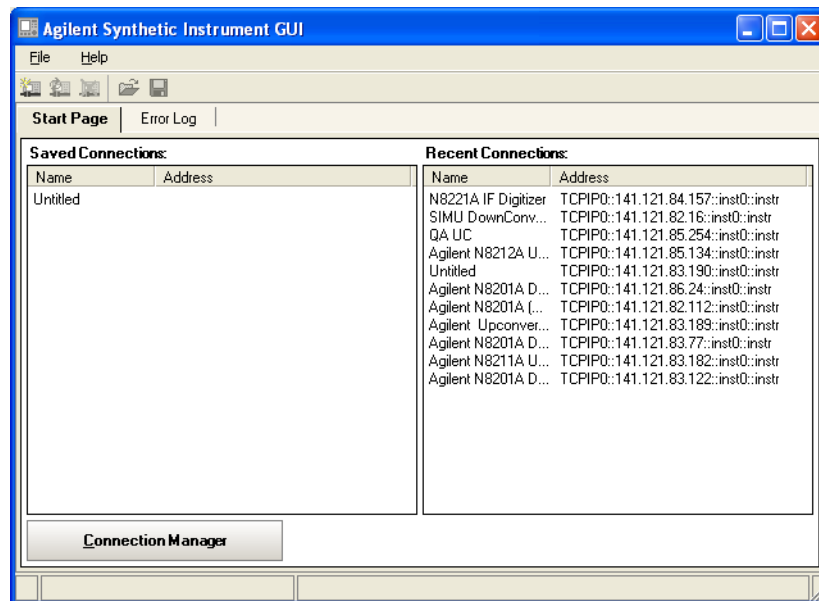 Agilent Synthetic Instrument GUI
File Help
Start Page Error Log
Saved Connections:
Name Address
Untitled
Recent Connections:
Name Address
N8221A IF Digitizer TCPIP0::141.121.84.157::inst0::instr
SIMU DownConv... TCPIP0::141.121.82.16::inst0::instr
QA UC TCPIP0::141.121.85.254::inst0::instr
Agilent N8212A U... TCPIP0::141.121.85.134::inst0::instr
Untitled TCPIP0::141.121.83.190::inst0::instr
Agilent N8201A D... TCPIP0::141.121.86.24::inst0::instr
Agilent N8201A (... TCPIP0::141.121.82.112::inst0::instr
Agilent Upconver... TCPIP0::141.121.83.189::inst0::instr
Agilent N8201A D... TCPIP0::141.121.83.77::inst0::instr
Agilent N8211A U... TCPIP0::141.121.83.182::inst0::instr
Agilent N8201A D... TCPIP0::141.121.83.122::inst0::instr
Connection Manager